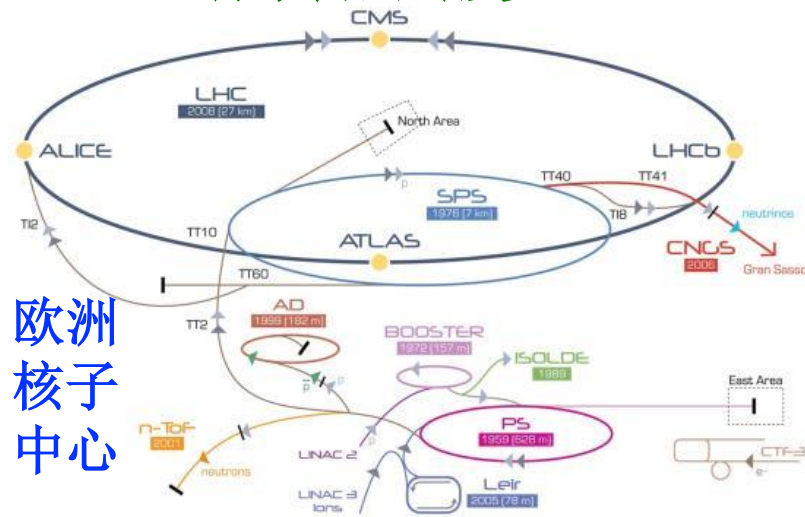 CMS
LHC
2008 (27 km)
North Area
ALICE
LHCb
TT40
TT41
SPS
1976 (7 km)
TI8
neutrinos
TI2
TT10
ATLAS
CNGS
2006
Gran Sasso
TT60
AD
1999 (182 m)
TT2
BOOSTER
1972 (157 m)
ISOLDE
1989
East Area
p
p̅
p
n-ToF
2001
PS
1959 (628 m)
LINAC 2
p
neutrons
CTF-3
e-
LINAC 3
Ions
Leir
2005 (78 m)
欧洲
核子
中心